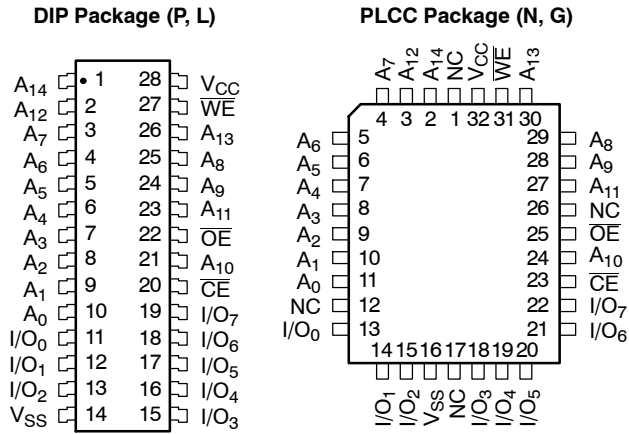 DIP Package (P, L)
A14 1 28 VCC
A12 2 27 WE
A7 3 26 A13
A6 4 25 A8
A5 5 24 A9
A4 6 23 A11
A3 7 22 OE
A2 8 21 A10
A1 9 20 CE
A0 10 19 I/O7
I/O0 11 18 I/O6
I/O1 12 17 I/O5
I/O2 13 16 I/O4
VSS 14 15 I/O3
PLCC Package (N, G)
A7 A12 A14 NC VCC WE A13
4 3 2 1 32 31 30
A6 5 29 A8
A5 6 28 A9
A4 7 27 A11
A3 8 26 NC
A2 9 25 OE
A1 10 24 A10
A0 11 23 CE
NC 12 22 I/O7
I/O0 13 21 I/O6
14 15 16 17 18 19 20
I/O1 I/O2 VSS NC I/O3 I/O4 I/O5